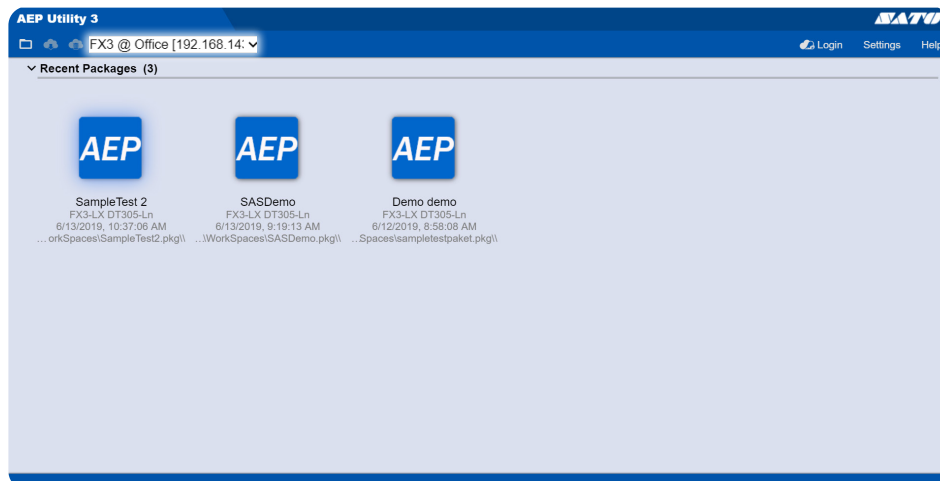 AEP Utility 3
SATO
FX3 @ Office [192.168.14:
Login Settings Help
Recent Packages (3)
AEP AEP AEP
SampleTest 2
FX3-LX DT305-Ln
6/13/2019, 10:37:06 AM
... orkSpaces\SampleTest2.pkg\\
SASDemo
FX3-LX DT305-Ln
6/13/2019, 9:19:13 AM
...\WorkSpaces\SASDemo.pkg\\
Demo demo
FX3-LX DT305-Ln
6/12/2019, 8:58:08 AM
...Spaces\sampletestpaket.pkg\\